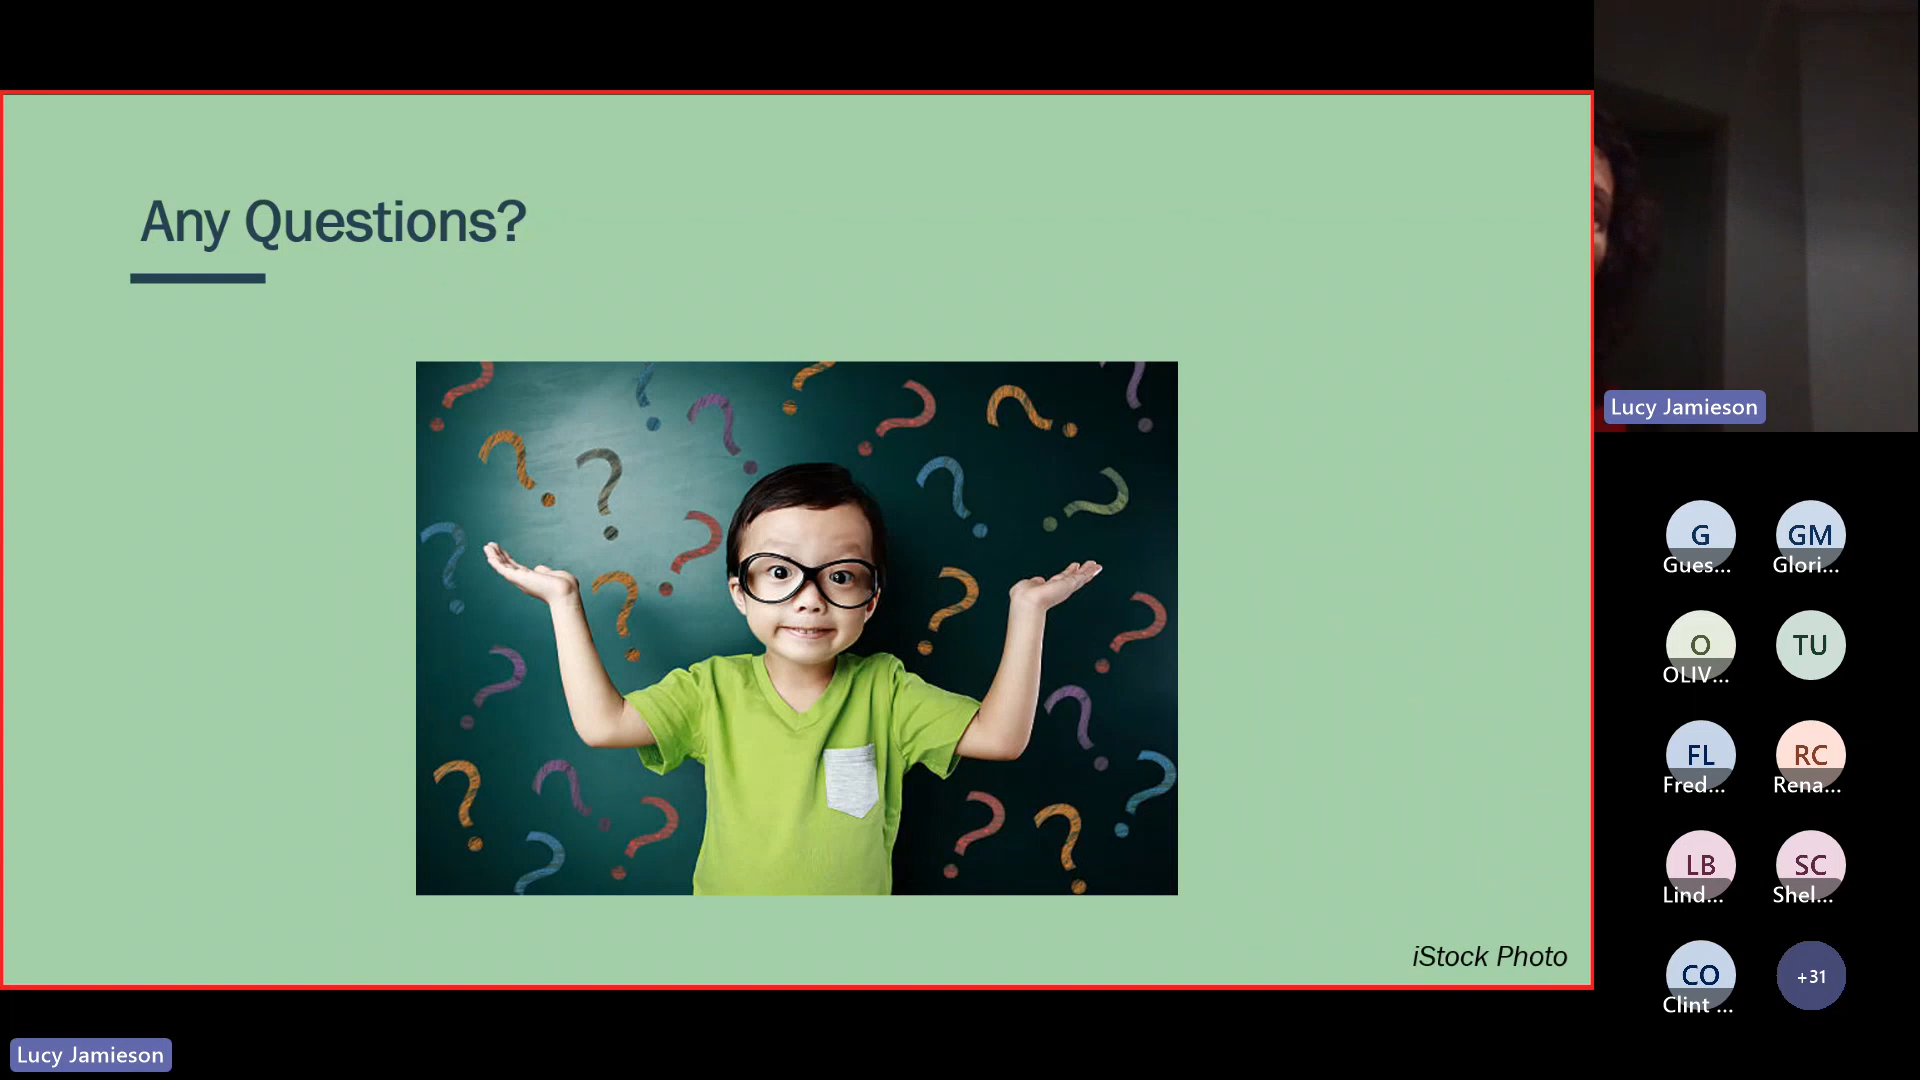 Any Questions?
iStock Photo
Lucy Jamieson
Lucy Jamieson
G
Gues...
GM
Glori...
O
OLIV...
TU
FL
Fred...
RC
Rena...
LB
Lind...
SC
Shel...
CO
Clint ...
+31